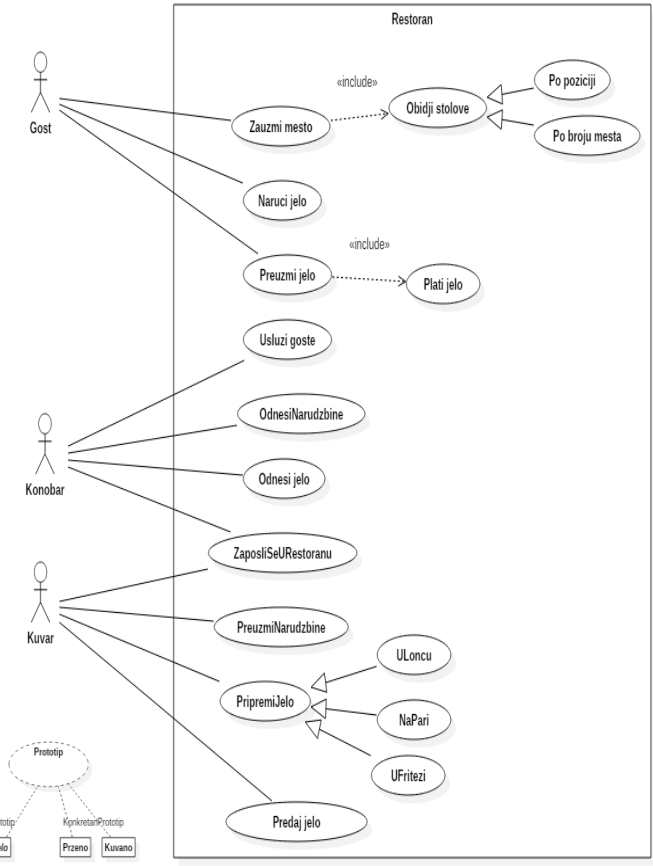 Restoran
Gost
«include»
Zauzmi mesto
Obidji stolove
Po poziciji
Po broju mesta
Naruci jelo
«include»
Preuzmi jelo
Plati jelo
Usluzi goste
OdnesiNarudzbine
Konobar
Odnesi jelo
ZaposliSeURestoranu
Kuvar
PreuzmiNarudzbine
ULoncu
PripremiJelo
NaPari
UFritezi
Prototip
KonkretanPrototip
Przeno
Kuvano
Predaj jelo